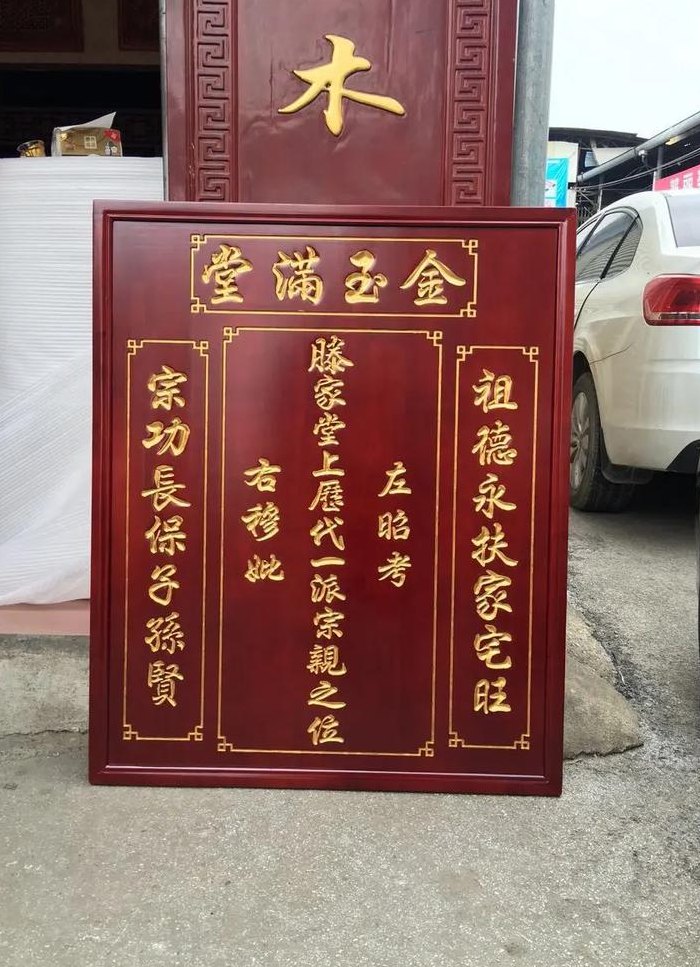 木
金玉滿堂
祖德永扶家宅旺
左昭考
滕家堂上歷代一派宗親之位
右穆妣
宗功長保子孫賢